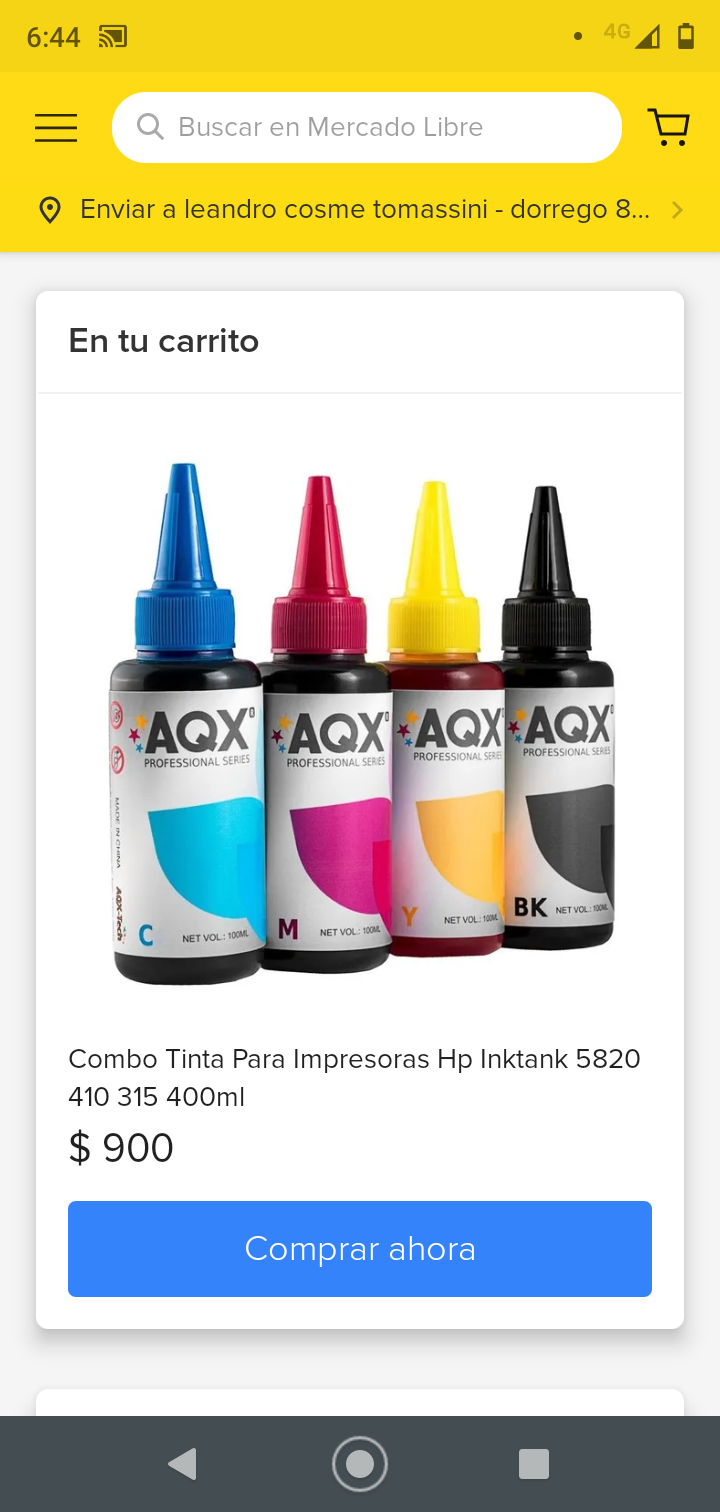 6:44
4G
Buscar en Mercado Libre
Enviar a leandro cosme tomassini - dorrego 8...
En tu carrito
AQX
PROFESSIONAL SERIES
MADE IN CHINA
AQX-Tech
C
NET VOL.: 100ML
AQX
PROFESSIONAL SERIES
M
NET VOL.: 100ML
AQX
PROFESSIONAL SERIES
Y
NET VOL.: 100ML
AQX
PROFESSIONAL SERIES
BK
NET VOL.: 100ML
Combo Tinta Para Impresoras Hp Inktank 5820
410 315 400ml
$ 900
Comprar ahora